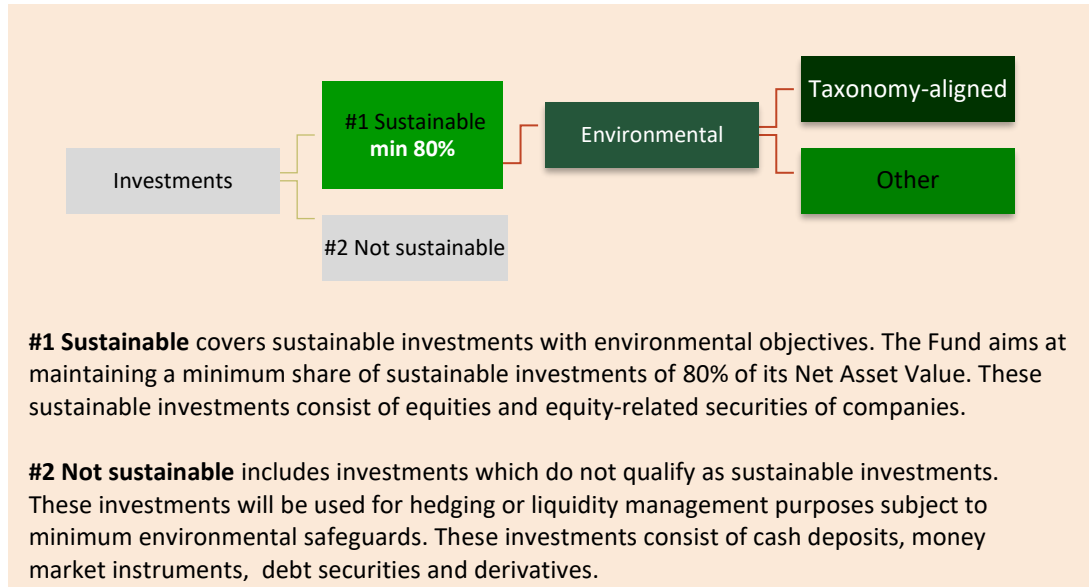 Taxonomy-aligned
#1 Sustainable
min 80%
Environmental
Investments
Other
#2 Not sustainable
#1 Sustainable covers sustainable investments with environmental objectives. The Fund aims at
maintaining a minimum share of sustainable investments of 80% of its Net Asset Value. These
sustainable investments consist of equities and equity-related securities of companies.
#2 Not sustainable includes investments which do not qualify as sustainable investments.
These investments will be used for hedging or liquidity management purposes subject to
minimum environmental safeguards. These investments consist of cash deposits, money
market instruments,  debt securities and derivatives.